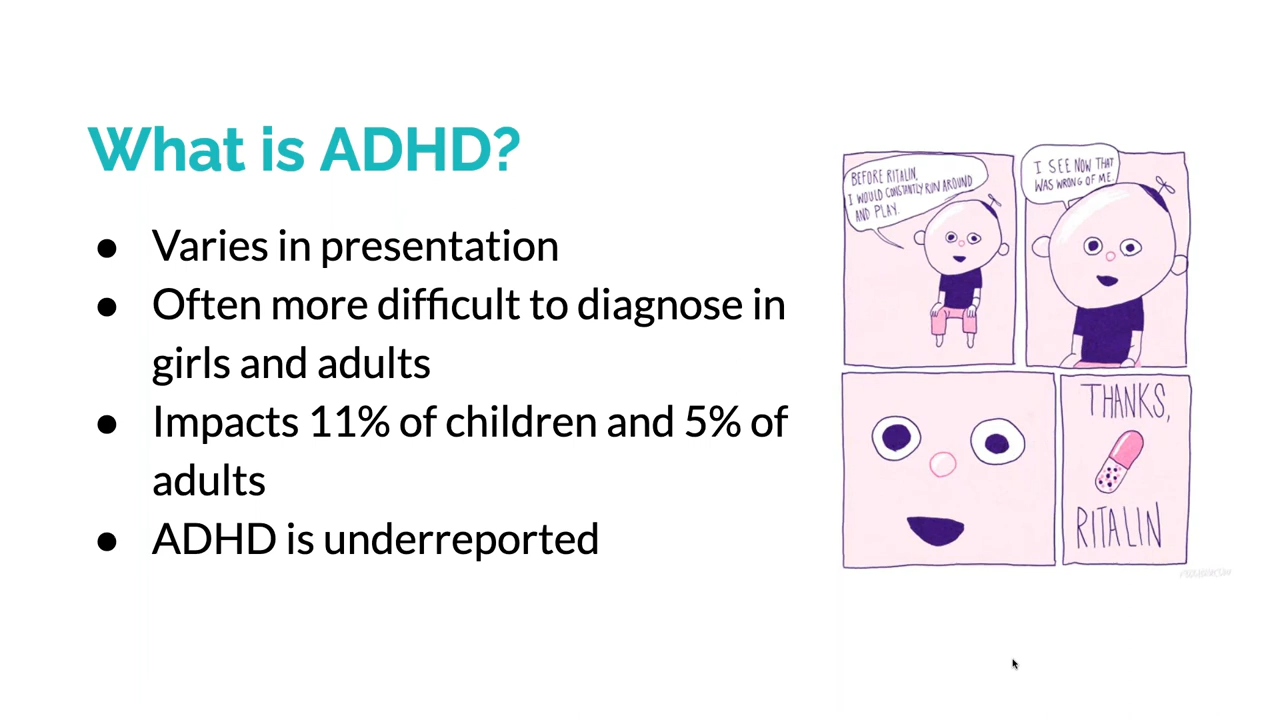 What is ADHD?
● Varies in presentation
● Often more difficult to diagnose in
girls and adults
● Impacts 11% of children and 5% of
adults
● ADHD is underreported
BEFORE RITALIN,
I WOULD CONSTANTLY RUN AROUND
AND PLAY.
I SEE NOW THAT
WAS WRONG OF ME.
THANKS,
RITALIN